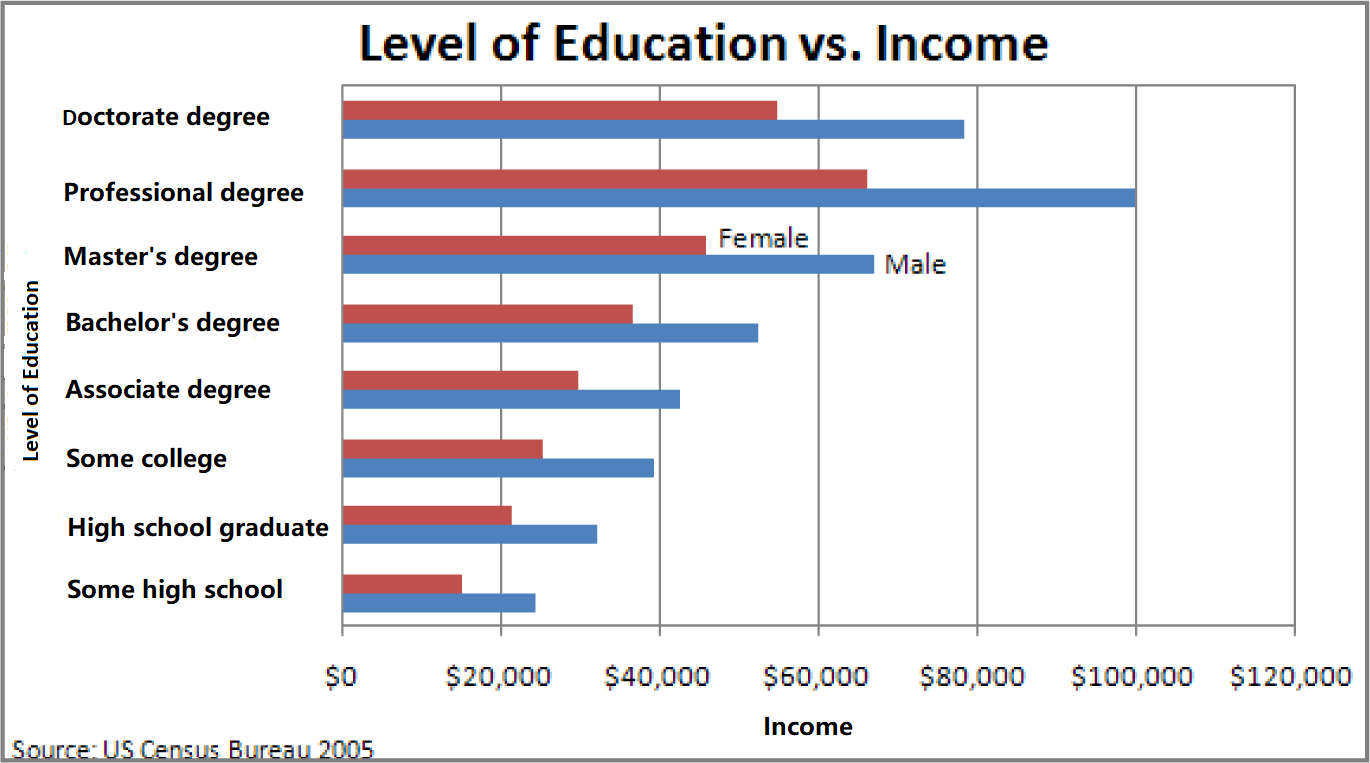 Level of Education vs. Income
Doctorate degree
Professional degree
Master's degree
Bachelor's degree
Associate degree
Some college
High school graduate
Some high school
Level of Education
Female
Male
$0 $20,000 $40,000 $60,000 $80,000 $100,000 $120,000
Income
Source: US Census Bureau 2005